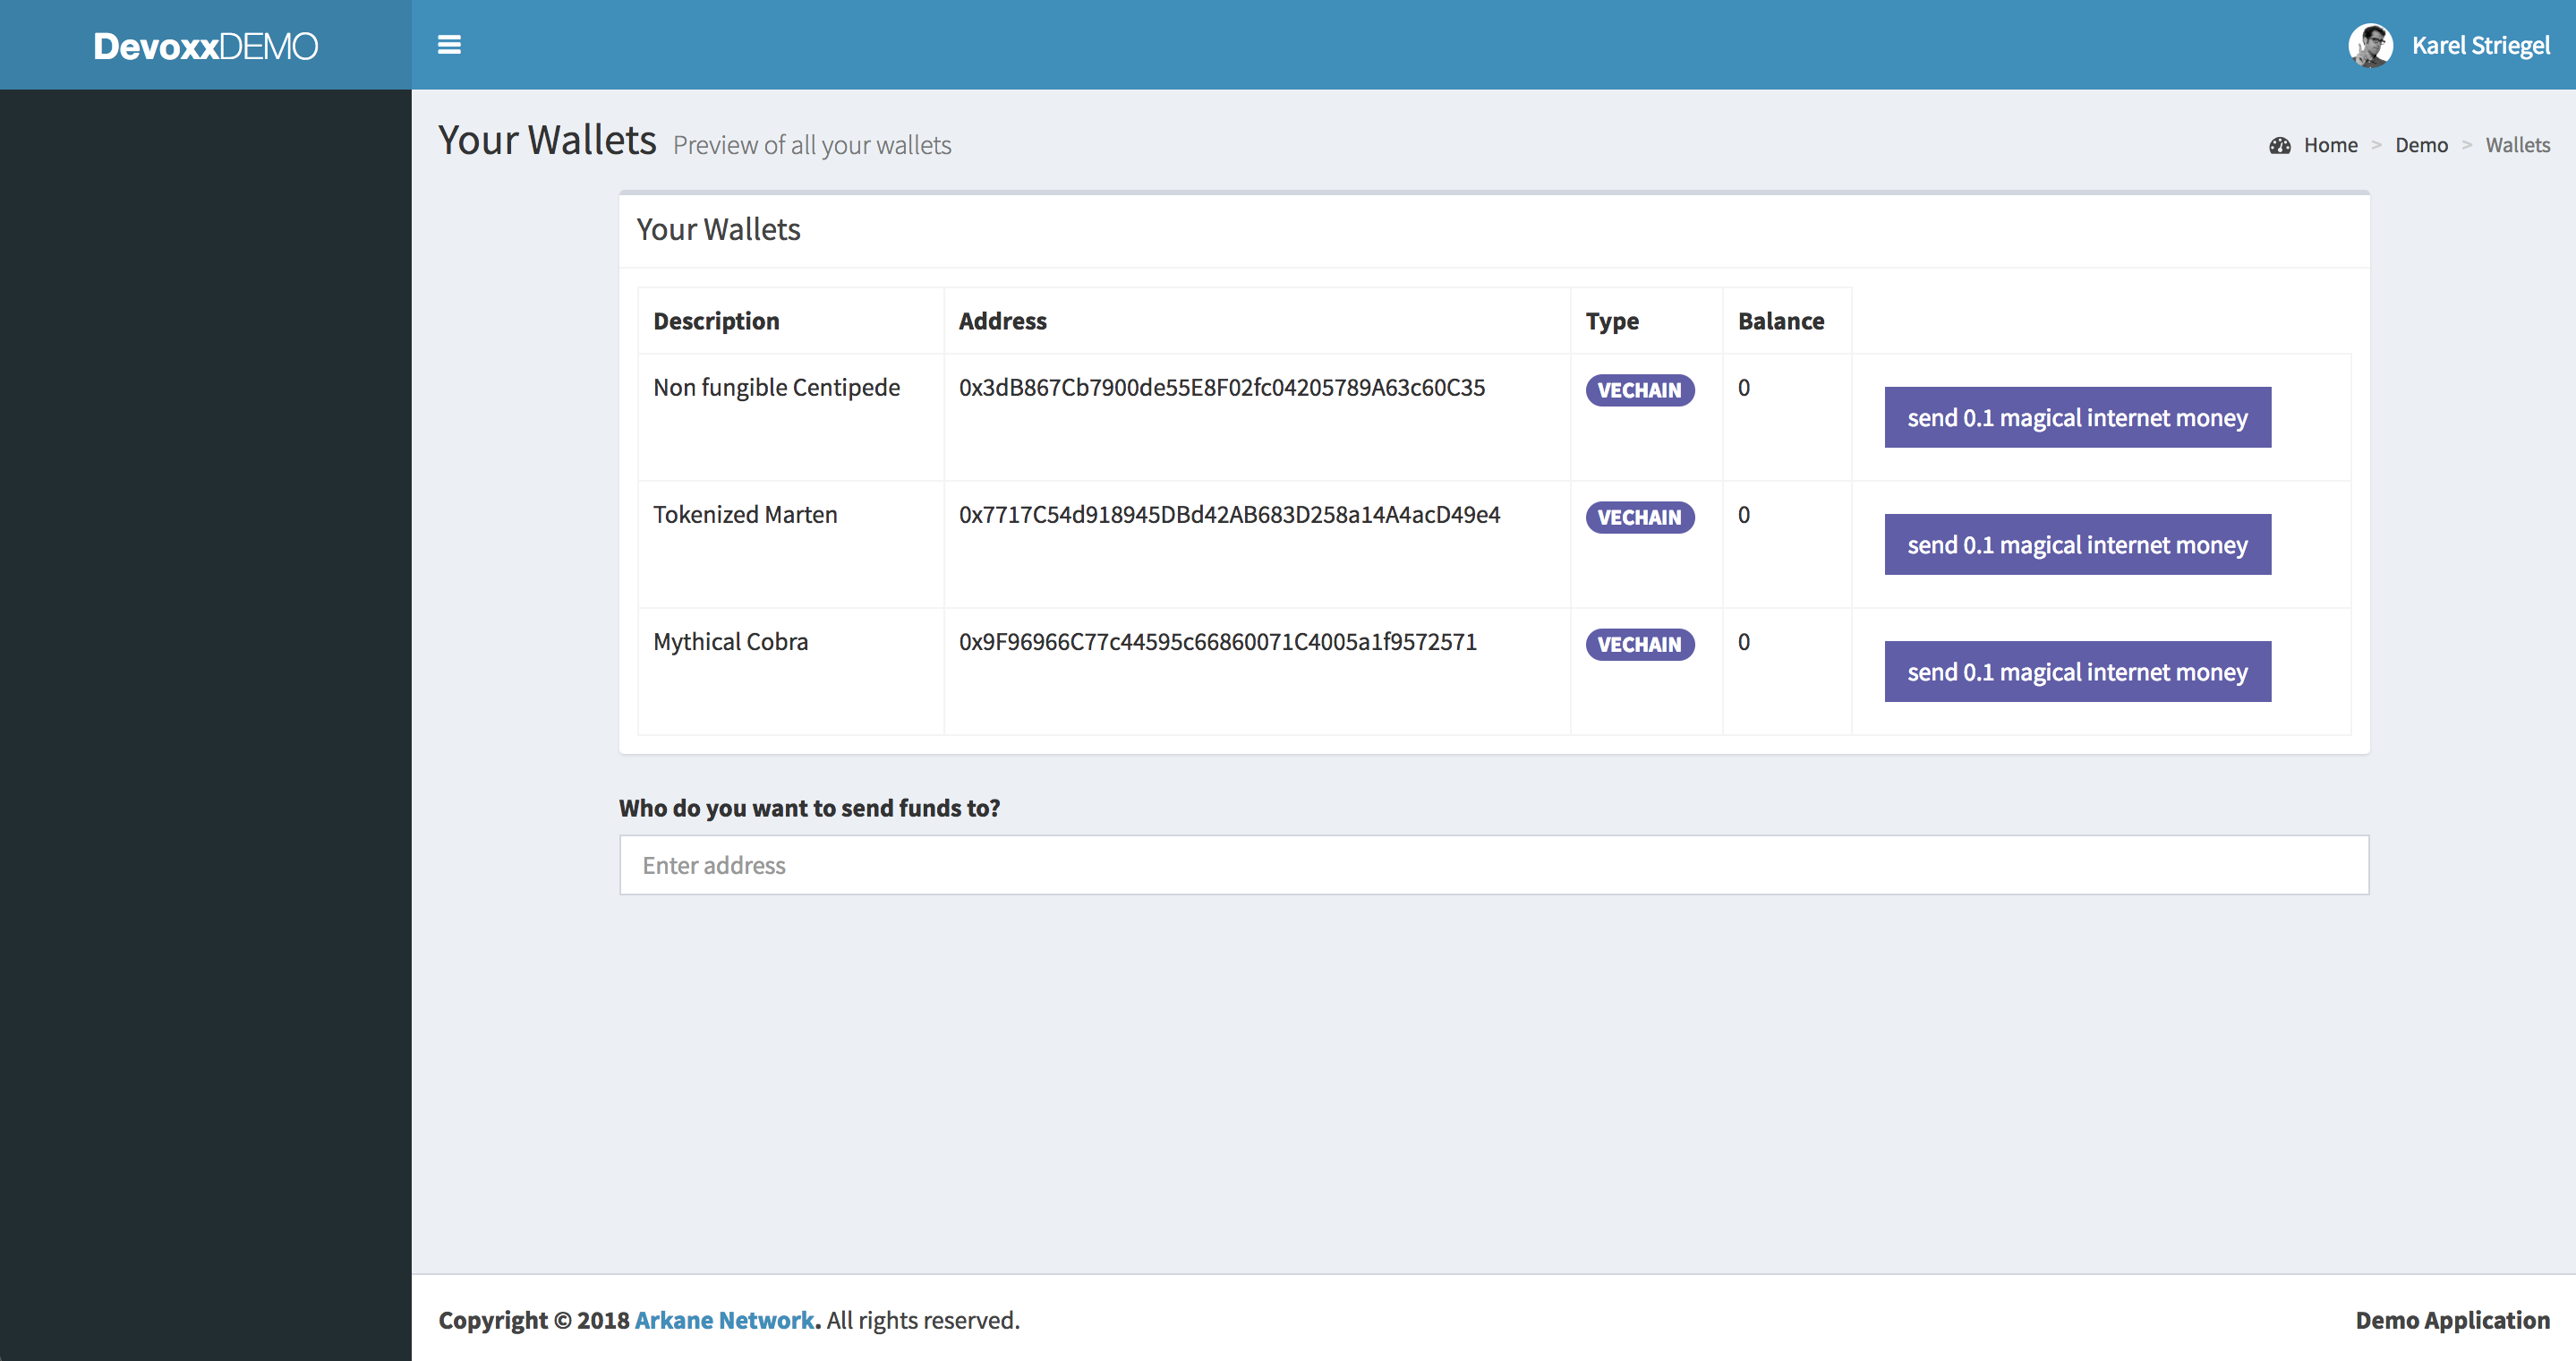 DevoxxDEMO
Karel Striegel
Your Wallets Preview of all your wallets
Home > Demo > Wallets
Your Wallets
Description Address Type Balance
Non fungible Centipede 0x3dB867Cb7900de55E8F02fc04205789A63c60C35 VECHAIN 0 send 0.1 magical internet money
Tokenized Marten 0x7717C54d918945DBd42AB683D258a14A4acD49e4 VECHAIN 0 send 0.1 magical internet money
Mythical Cobra 0x9F96966C77c44595c66860071C4005a1f9572571 VECHAIN 0 send 0.1 magical internet money
Who do you want to send funds to?
Enter address
Copyright © 2018 Arkane Network. All rights reserved.
Demo Application